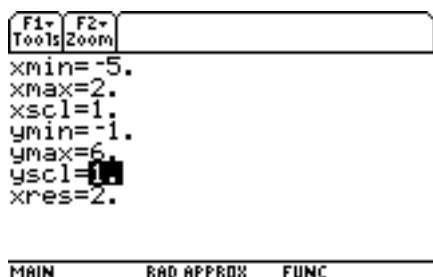 F1▾ F2▾
Tools Zoom
xmin=⁻5.
xmax=2.
xscl=1.
ymin=⁻1.
ymax=6.
yscl=1.
xres=2.
MAIN RAD APPROX FUNC